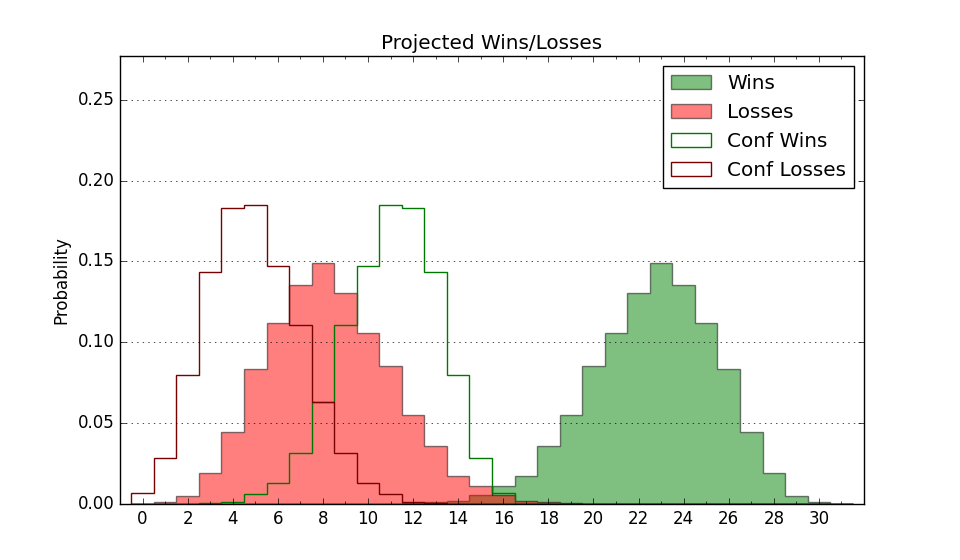 Projected Wins/Losses
Wins
Losses
Conf Wins
Conf Losses
Probability
0.25
0.20
0.15
0.10
0.05
0.00
0 2 4 6 8 10 12 14 16 18 20 22 24 26 28 30